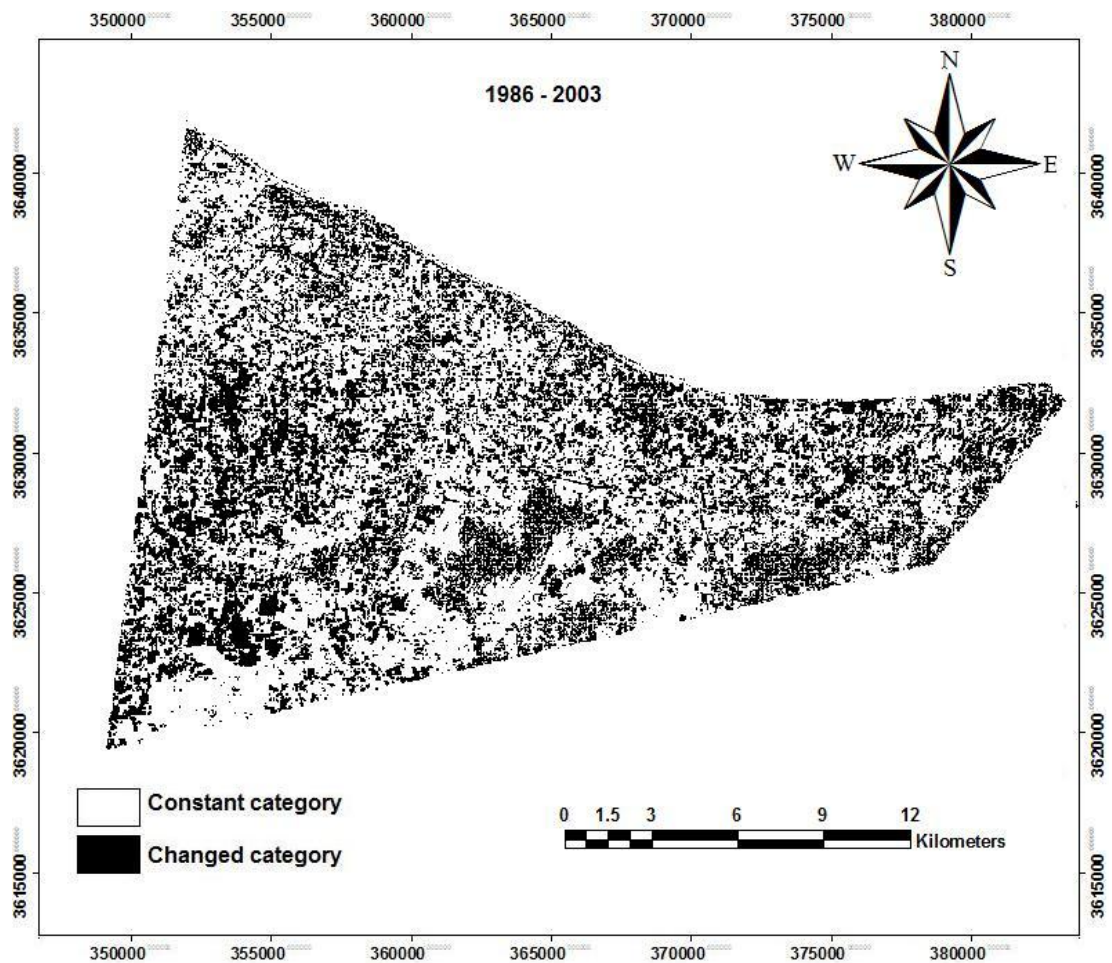 350000 355000 360000 365000 370000 375000 380000
1986 - 2003
N
W E
S
3640000 3640000
3635000 3635000
3630000 3630000
3625000 3625000
3620000 3620000
3615000 3615000
Constant category
Changed category
0 1.5 3 6 9 12
Kilometers
350000 355000 360000 365000 370000 375000 380000